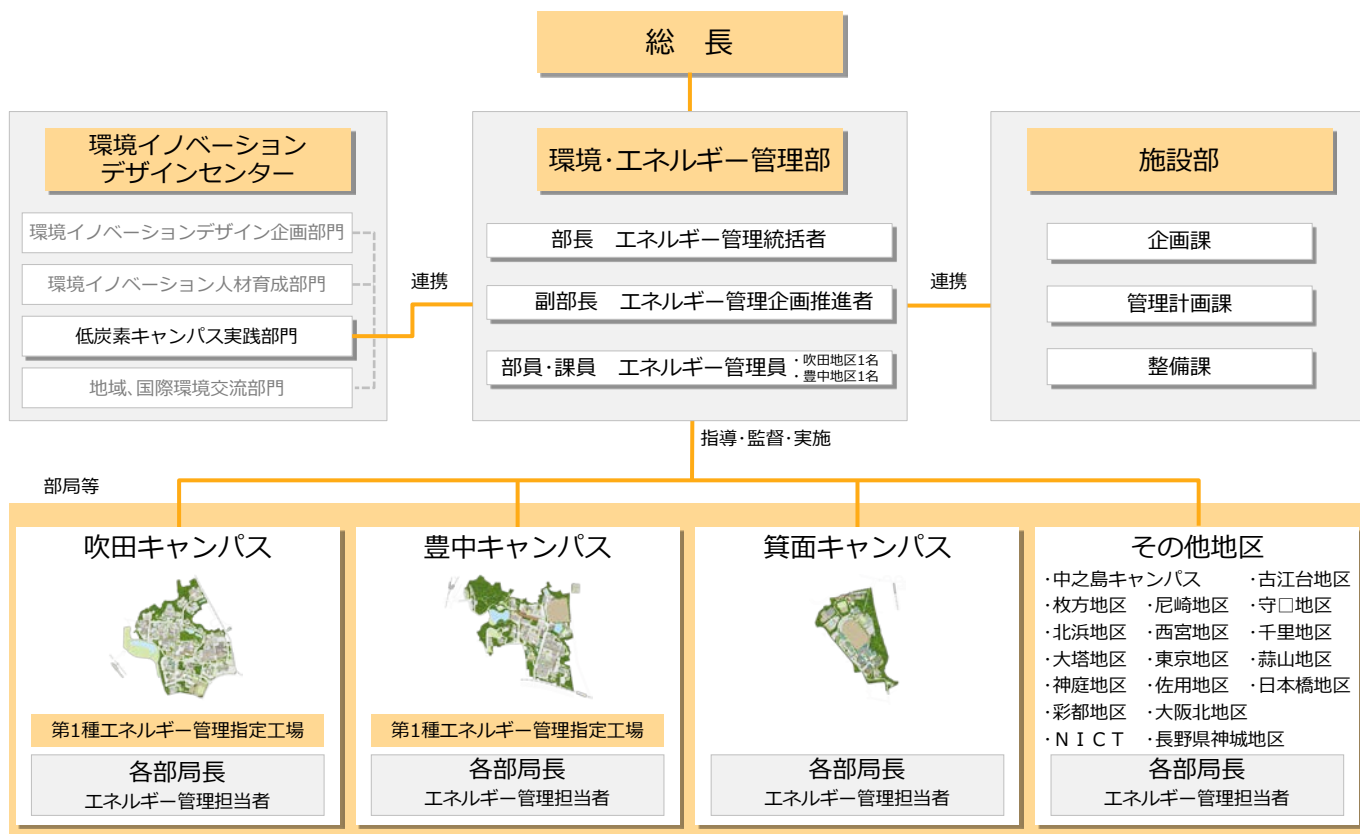 総　長
環境イノベーション
デザインセンター
環境イノベーションデザイン企画部門
環境イノベーション人材育成部門
低炭素キャンパス実践部門
地域、国際環境交流部門
連携
環境・エネルギー管理部
部長　エネルギー管理統括者
副部長　エネルギー管理企画推進者
部員・課員　エネルギー管理員
・吹田地区1名
・豊中地区1名
連携
施設部
企画課
管理計画課
整備課
指導・監督・実施
部局等
吹田キャンパス
第1種エネルギー管理指定工場
各部局長
エネルギー管理担当者
豊中キャンパス
第1種エネルギー管理指定工場
各部局長
エネルギー管理担当者
箕面キャンパス
各部局長
エネルギー管理担当者
その他地区
・中之島キャンパス　・古江台地区
・枚方地区　・尼崎地区　・守□地区
・北浜地区　・西宮地区　・千里地区
・大塔地区　・東京地区　・蒜山地区
・神庭地区　・佐用地区　・日本橋地区
・彩都地区　・大阪北地区
・ＮＩＣＴ　・長野県神城地区
各部局長
エネルギー管理担当者